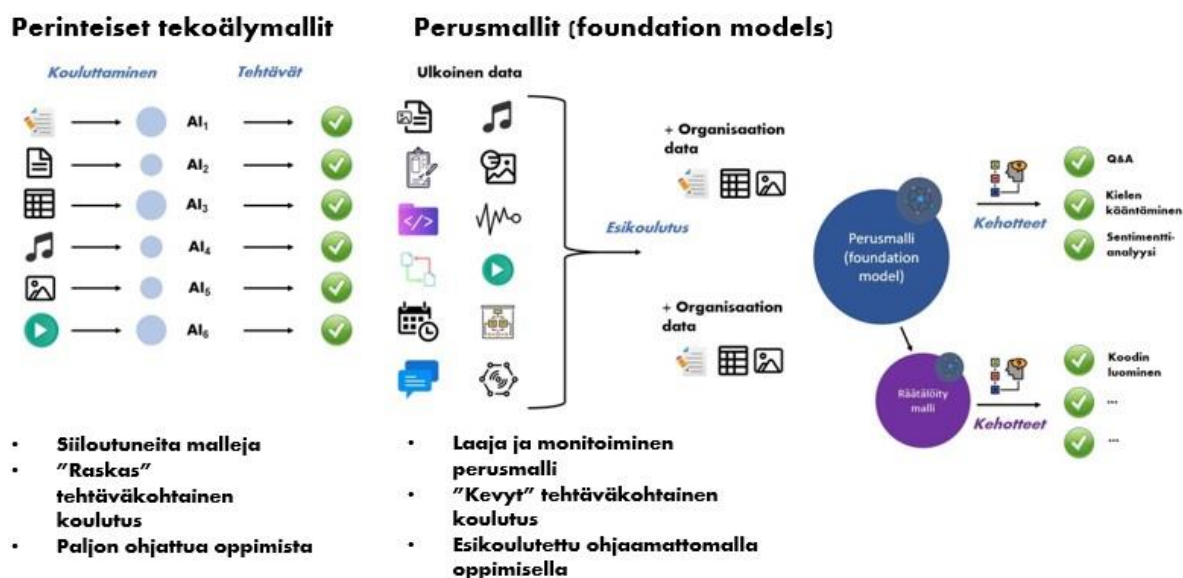 Perinteiset tekoälymallit
Kouluttaminen
Tehtävät
AI₁
AI₂
AI₃
AI₄
AI₅
AI₆
• Siiloutuneita malleja
• ”Raskas”
tehtäväkohtainen
koulutus
• Paljon ohjattua oppimista
Perusmallit (foundation models)
Ulkoinen data
Esikoulutus
+ Organisaation
data
+ Organisaation
data
Perusmalli
(foundation
model)
Kehotteet
Q&A
Kielen
kääntäminen
Sentimentti-
analyysi
Räätälöity
malli
Kehotteet
Koodin
luominen
...
...
• Laaja ja monitoiminen
perusmalli
• ”Kevyt” tehtäväkohtainen
koulutus
• Esikoulutettu ohjaamattomalla
oppimisella